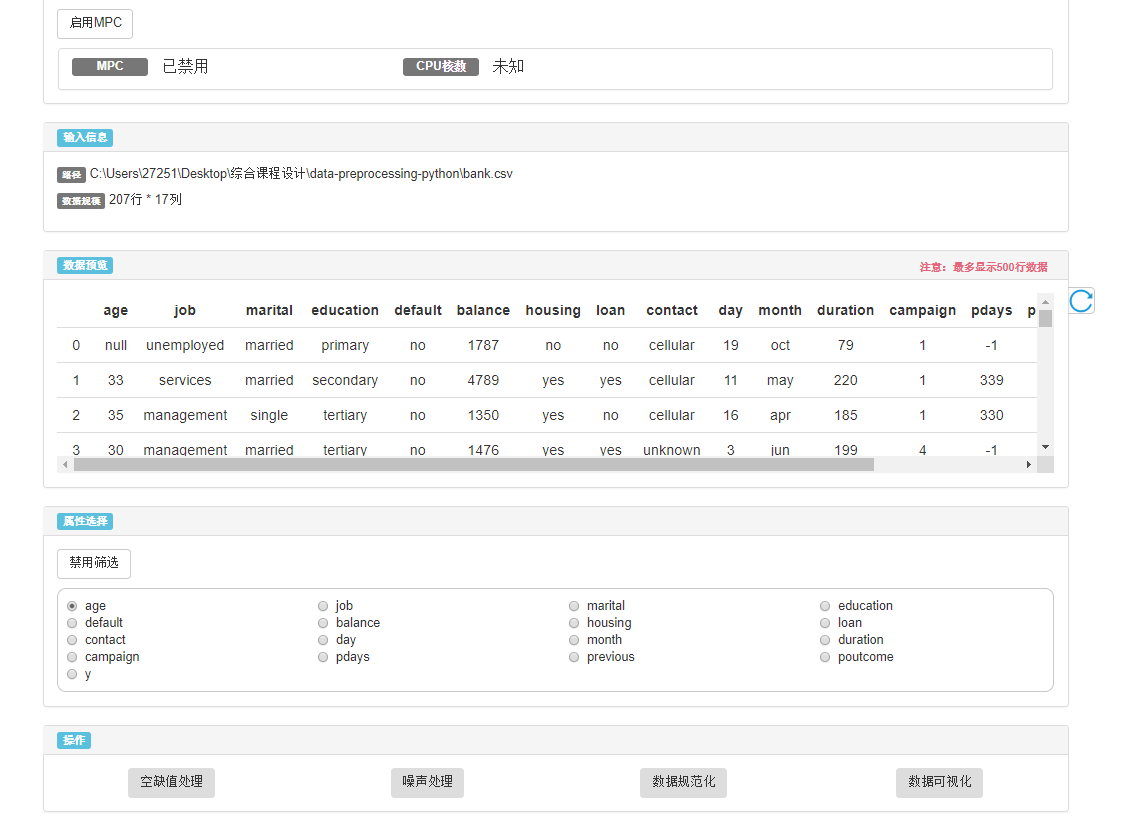 启用MPC
MPC 已禁用 CPU核数 未知
输入信息
路径 C:\Users\27251\Desktop\综合课程设计\data-preprocessing-python\bank.csv
数据规模 207行 * 17列
数据预览 注意：最多显示500行数据
age job marital education default balance housing loan contact day month duration campaign pdays p
0 null unemployed married primary no 1787 no no cellular 19 oct 79 1 -1
1 33 services married secondary no 4789 yes yes cellular 11 may 220 1 339
2 35 management single tertiary no 1350 yes no cellular 16 apr 185 1 330
3 30 management married tertiary no 1476 yes yes unknown 3 jun 199 4 -1
属性选择
禁用筛选
age job marital education
default balance housing loan
contact day month duration
campaign pdays previous poutcome
y
操作
空缺值处理 噪声处理 数据规范化 数据可视化